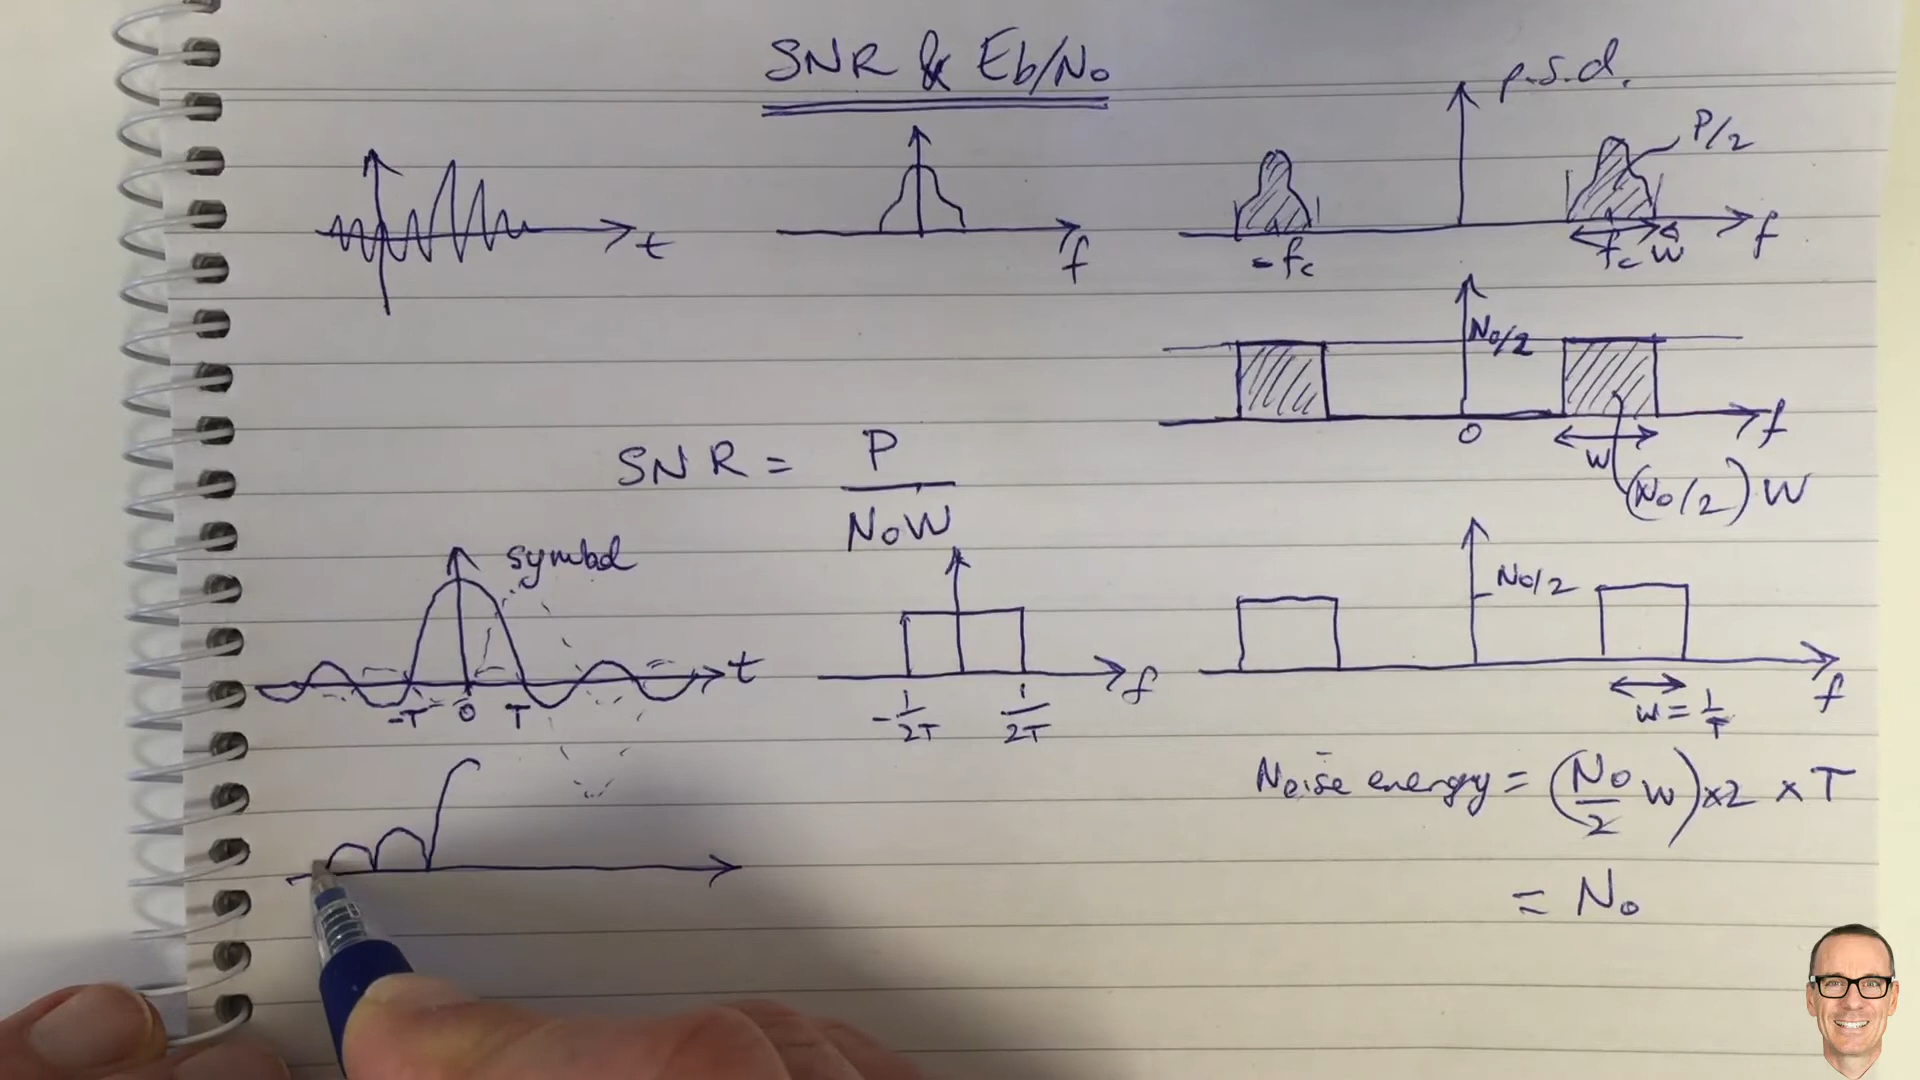 SNR & Eb/No
p.s.d.
P/2
t
f
-fc
fc
W
f
No/2
f
0
W
(No/2) W
SNR = P
NoW
symbol
t
-T 0 T
f
-1/2T
1/2T
No/2
f
W = 1/T
Noise energy = (No/2 W) x2 x T
= No